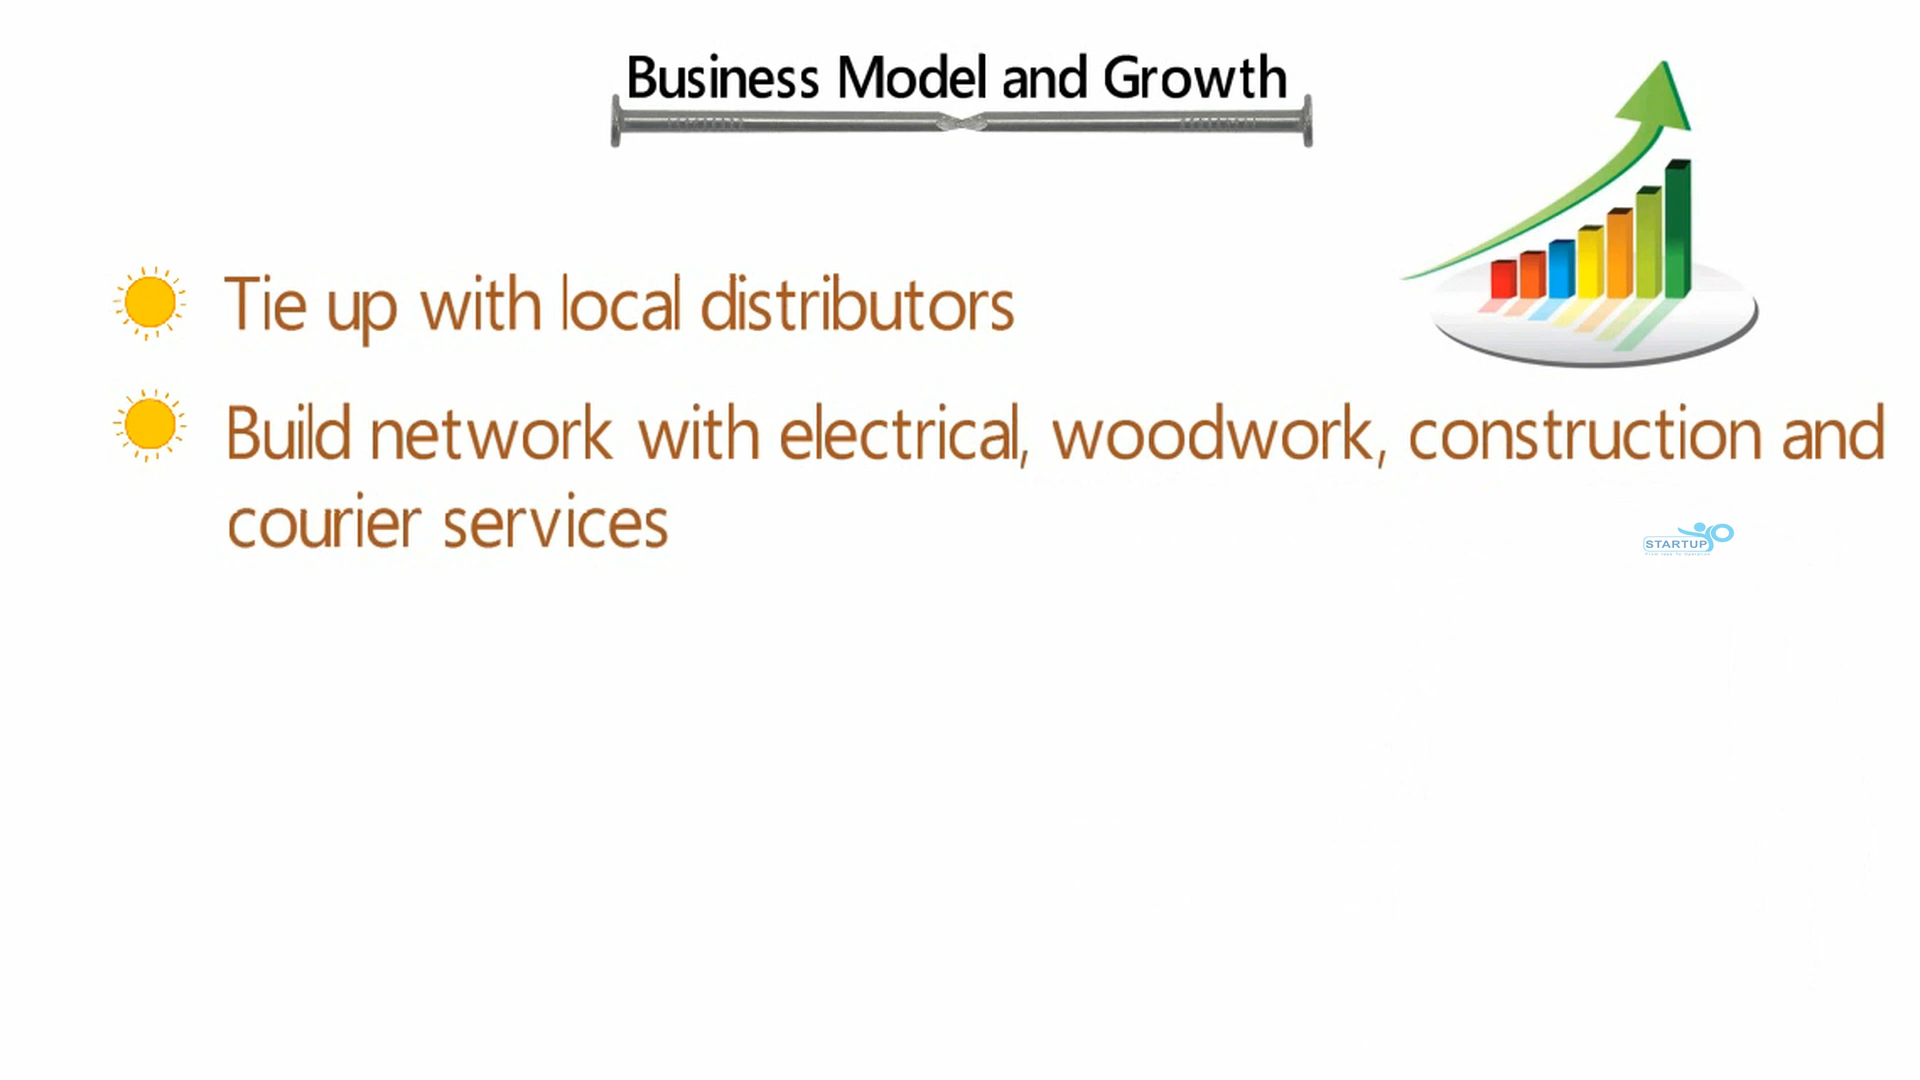 Business Model and Growth
Tie up with local distributors
Build network with electrical, woodwork, construction and
courier services
STARTUP